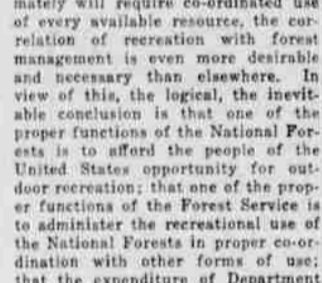 mately will require co-ordinated use
of every available resource, the cor-
relation of recreation with forest
management is even more desirable
and necessary than elsewhere. In
view of this, the logical, the inevit-
able conclusion is that one of the
proper functions of the National For-
ests is to afford the people of the
United States opportunity for out-
door recreation; that one of the prop-
er functions of the Forest Service is
to administer the recreational use of
the National Forests in proper co-or-
dination with other forms of use;
that the expenditure of Department